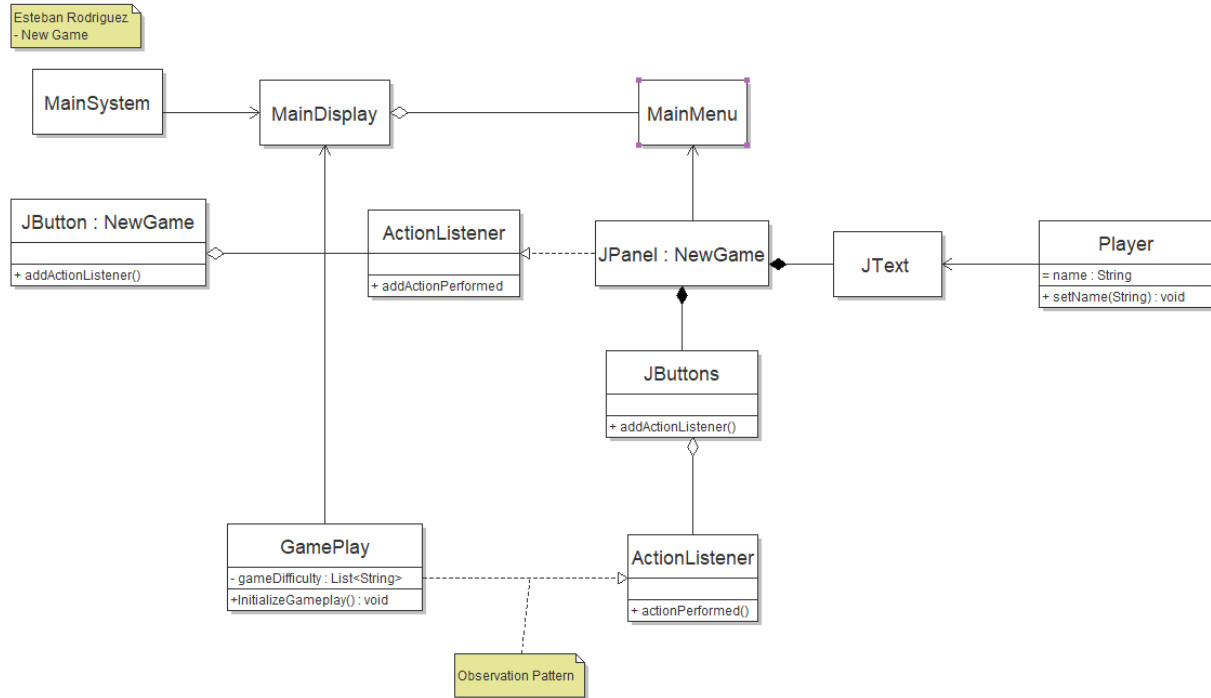 Esteban Rodriguez
- New Game
MainSystem
MainDisplay
MainMenu
JButton : NewGame
+ addActionListener()
ActionListener
+ addActionPerformed
JPanel : NewGame
JText
Player
= name : String
+ setName(String) : void
JButtons
+ addActionListener()
GamePlay
- gameDifficulty : List<String>
+InitializeGameplay() : void
ActionListener
+ actionPerformed()
Observation Pattern